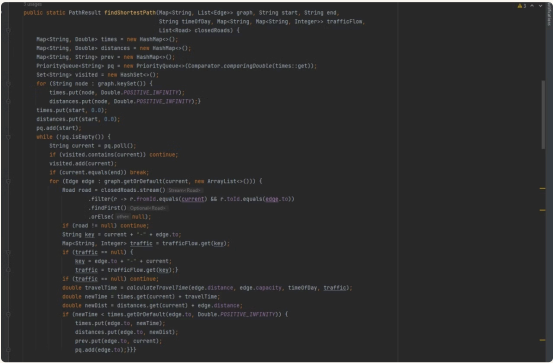 public static PathResult findShortestPath(Map<String, List<Edge>> graph, String start, String end,
String timeOfDay, Map<String, Map<String, Integer>> trafficFlow,
List<Road> closedRoads) {
Map<String, Double> times = new HashMap<>();
Map<String, Double> distances = new HashMap<>();
Map<String, String> prev = new HashMap<>();
PriorityQueue<String> pq = new PriorityQueue<>(Comparator.comparingDouble(times::get));
Set<String> visited = new HashSet<>();
for (String node : graph.keySet()) {
times.put(node, Double.POSITIVE_INFINITY);
distances.put(node, Double.POSITIVE_INFINITY);}
times.put(start, 0.0);
distances.put(start, 0.0);
pq.add(start);
while (!pq.isEmpty()) {
String current = pq.poll();
if (visited.contains(current)) continue;
visited.add(current);
if (current.equals(end)) break;
for (Edge edge : graph.getOrDefault(current, new ArrayList<>())) {
Road road = closedRoads.stream() Stream<Road>
.filter(r -> r.fromId.equals(current) && r.toId.equals(edge.to))
.findFirst() Optional<Road>
.orElse( other: null);
if (road != null) continue;
String key = current + "-" + edge.to;
Map<String, Integer> traffic = trafficFlow.get(key);
if (traffic == null) {
key = edge.to + "-" + current;
traffic = trafficFlow.get(key);}
if (traffic == null) continue;
double travelTime = calculateTravelTime(edge.distance, edge.capacity, timeOfDay, traffic);
double newTime = times.get(current) + travelTime;
double newDist = distances.get(current) + edge.distance;
if (newTime < times.getOrDefault(edge.to, Double.POSITIVE_INFINITY)) {
times.put(edge.to, newTime);
distances.put(edge.to, newDist);
prev.put(edge.to, current);
pq.add(edge.to);}}}